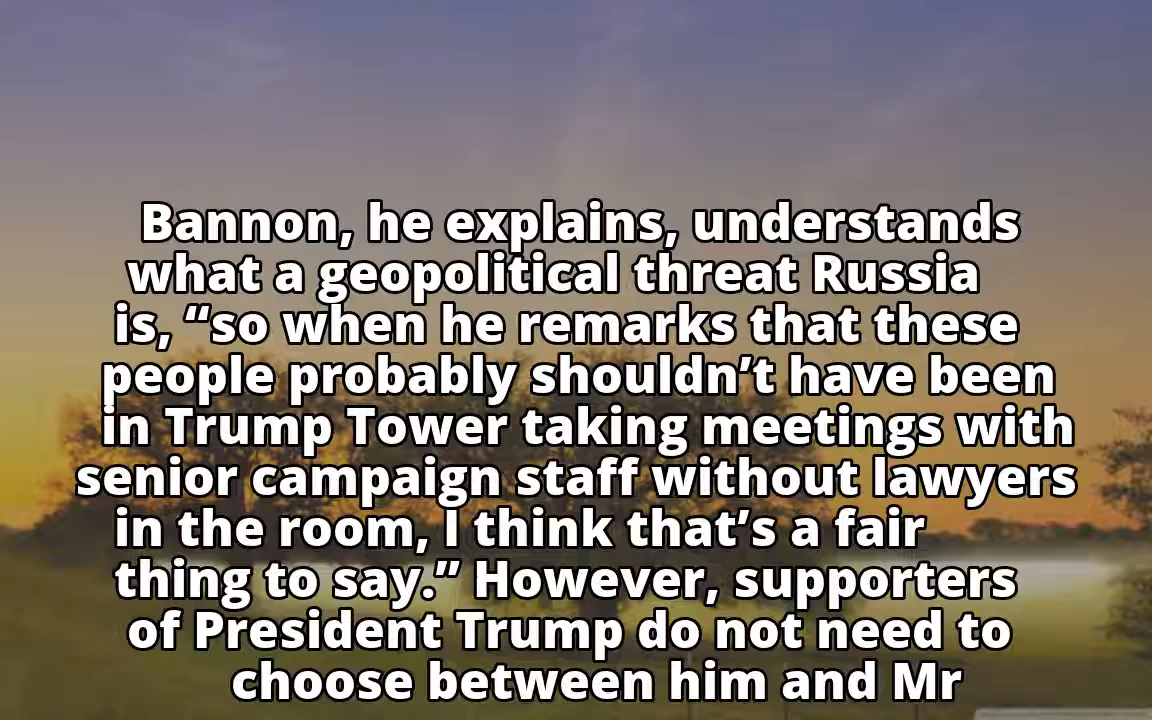 Bannon, he explains, understands
what a geopolitical threat Russia
is, “so when he remarks that these
people probably shouldn’t have been
in Trump Tower taking meetings with
senior campaign staff without lawyers
in the room, I think that’s a fair
thing to say.” However, supporters
of President Trump do not need to
choose between him and Mr